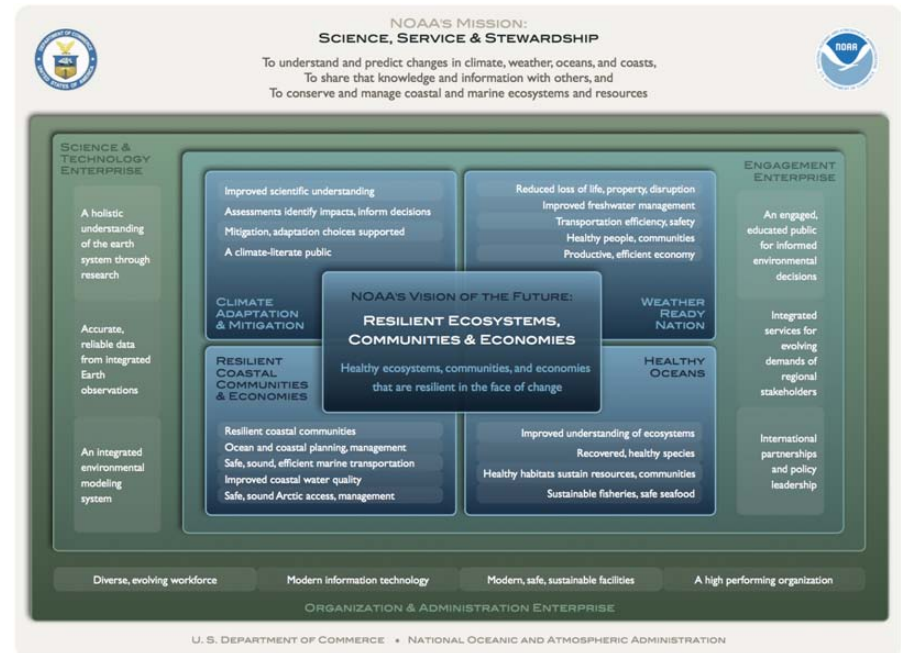 NOAA'S MISSION:
SCIENCE, SERVICE & STEWARDSHIP
To understand and predict changes in climate, weather, oceans, and coasts,
To share that knowledge and information with others, and
To conserve and manage coastal and marine ecosystems and resources
NOAA
SCIENCE &
TECHNOLOGY
ENTERPRISE
A holistic
understanding
of the earth
system through
research
Accurate,
reliable data
from integrated
Earth
observations
An integrated
environmental
modeling
system
Improved scientific understanding
Assessments identify impacts, inform decisions
Mitigation, adaptation choices supported
A climate-literate public
CLIMATE
ADAPTATION
& MITIGATION
Reduced loss of life, property, disruption
Improved freshwater management
Transportation efficiency, safety
Healthy people, communities
Productive, efficient economy
WEATHER
READY
NATION
NOAA'S VISION OF THE FUTURE:
RESILIENT ECOSYSTEMS,
COMMUNITIES & ECONOMIES
Healthy ecosystems, communities, and economies
that are resilient in the face of change
RESILIENT
COASTAL
COMMUNITIES
& ECONOMIES
Resilient coastal communities
Ocean and coastal planning, management
Safe, sound, efficient marine transportation
Improved coastal water quality
Safe, sound Arctic access, management
HEALTHY
OCEANS
Improved understanding of ecosystems
Recovered, healthy species
Healthy habitats sustain resources, communities
Sustainable fisheries, safe seafood
ENGAGEMENT
ENTERPRISE
An engaged,
educated public
for informed
environmental
decisions
Integrated
services for
evolving
demands of
regional
stakeholders
International
partnerships
and policy
leadership
Diverse, evolving workforce
Modern information technology
Modern, safe, sustainable facilities
A high performing organization
ORGANIZATION & ADMINISTRATION ENTERPRISE
U. S. DEPARTMENT OF COMMERCE • NATIONAL OCEANIC AND ATMOSPHERIC ADMINISTRATION